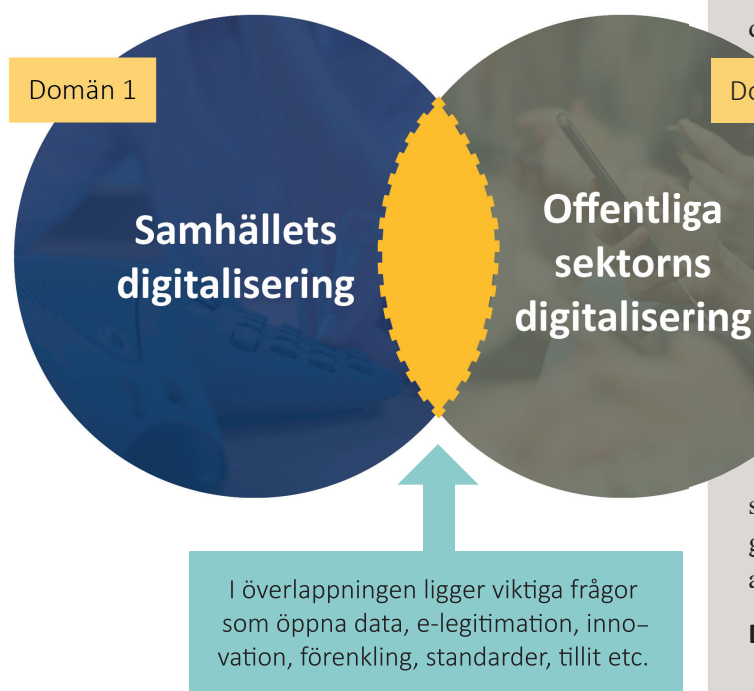 Domän 1
Samhällets
digitalisering
Offentliga
sektorns
digitalisering
I överlappningen ligger viktiga frågor
som öppna data, e-legitimation, inno–
vation, förenkling, standarder, tillit etc.